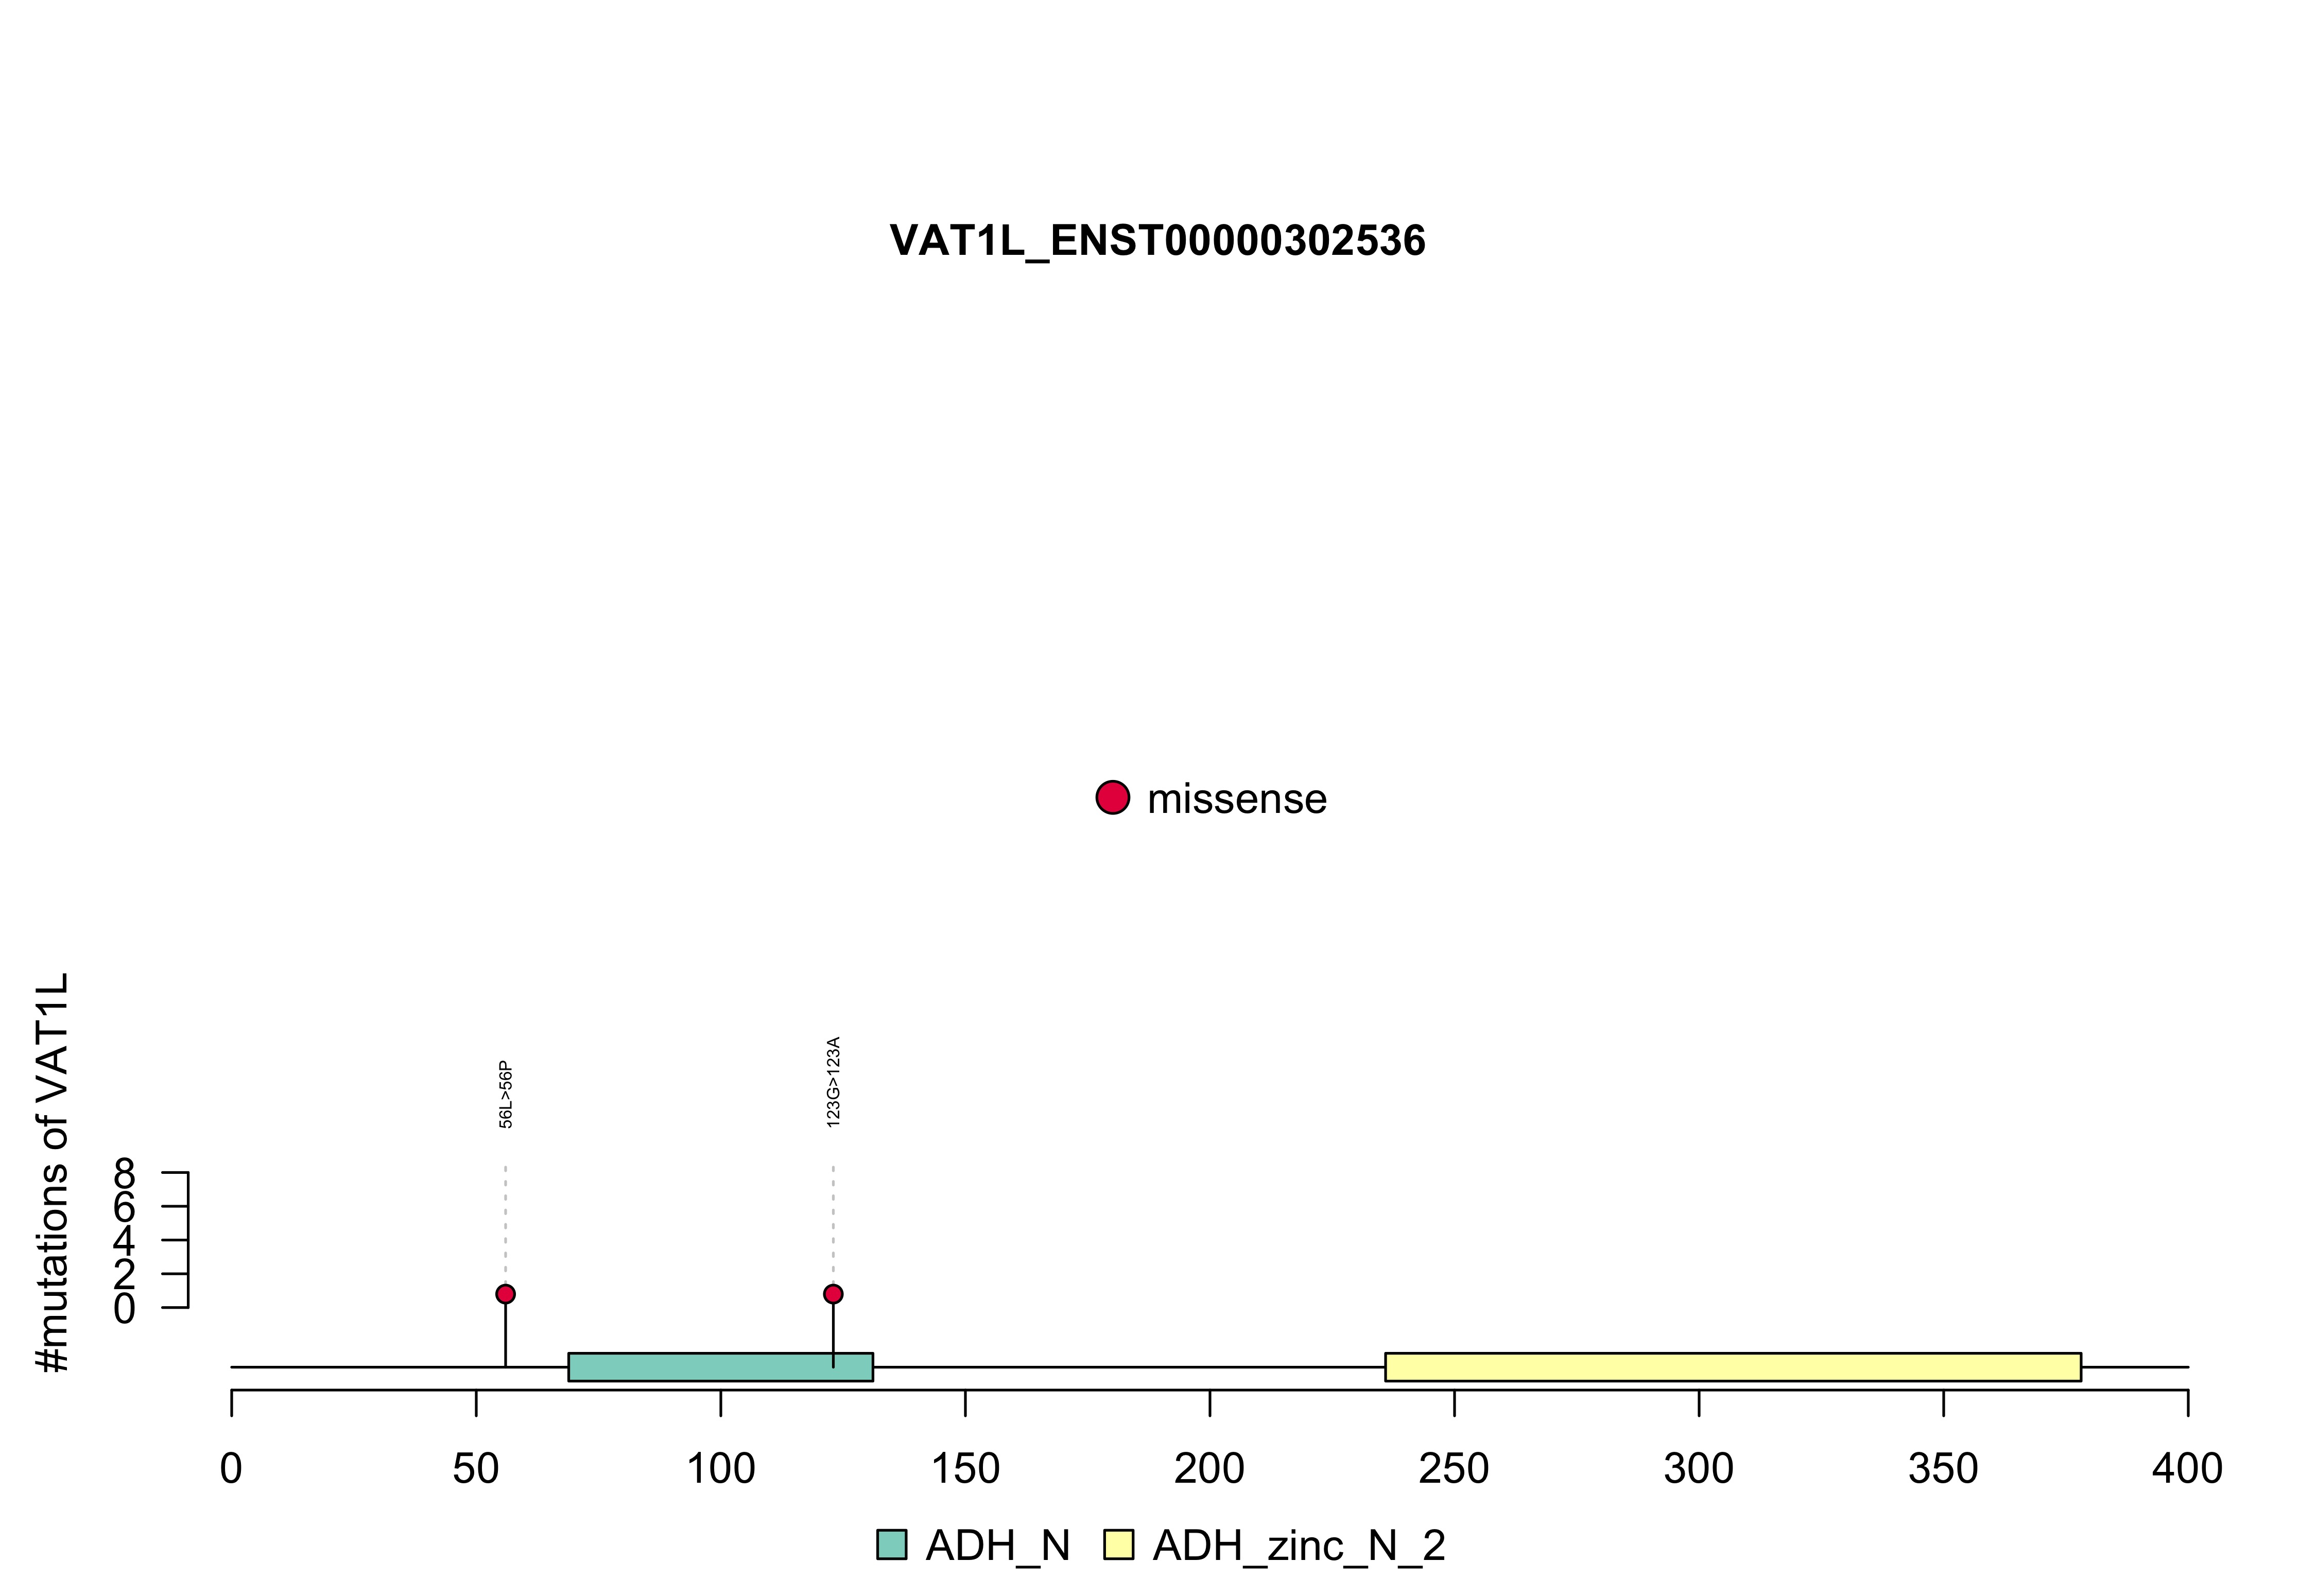 VAT1L_ENST00000302536
missense
#mutations of VAT1L
56L>56P
123G>123A
8
6
4
2
0
0 50 100 150 200 250 300 350 400
ADH_N ADH_zinc_N_2